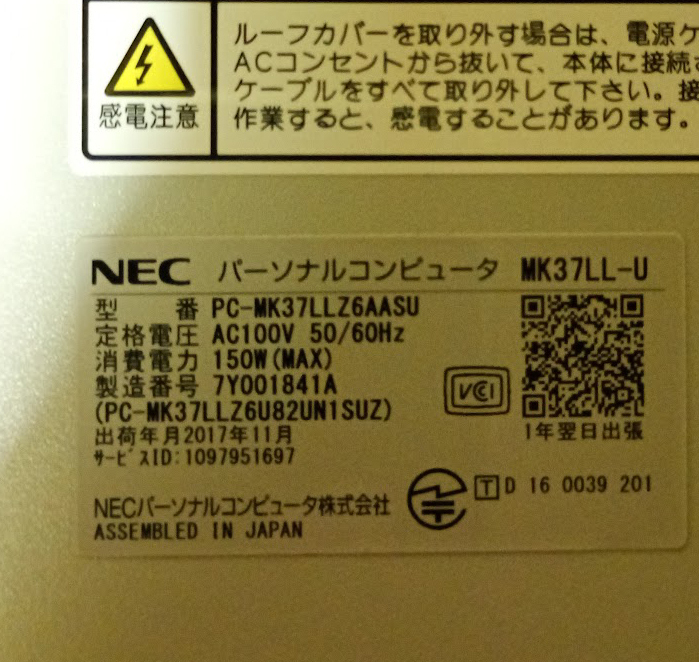 ルーフカバーを取り外す場合は、電源ケ
ACコンセントから抜いて、本体に接続さ
ケーブルをすべて取り外して下さい。接
作業すると、感電することがあります。
感電注意
NEC パーソナルコンピュータ MK37LL-U
型 番 PC-MK37LLZ6AASU
定格電圧 AC100V 50/60Hz
消費電力 150W(MAX)
製造番号 7Y001841A
(PC-MK37LLZ6U82UN1SUZ)
出荷年月2017年11月
ｻｰﾋﾞｽID:1097951697
VCI
1年翌日出張
T D 16 0039 201
NECパーソナルコンピュータ株式会社
ASSEMBLED IN JAPAN